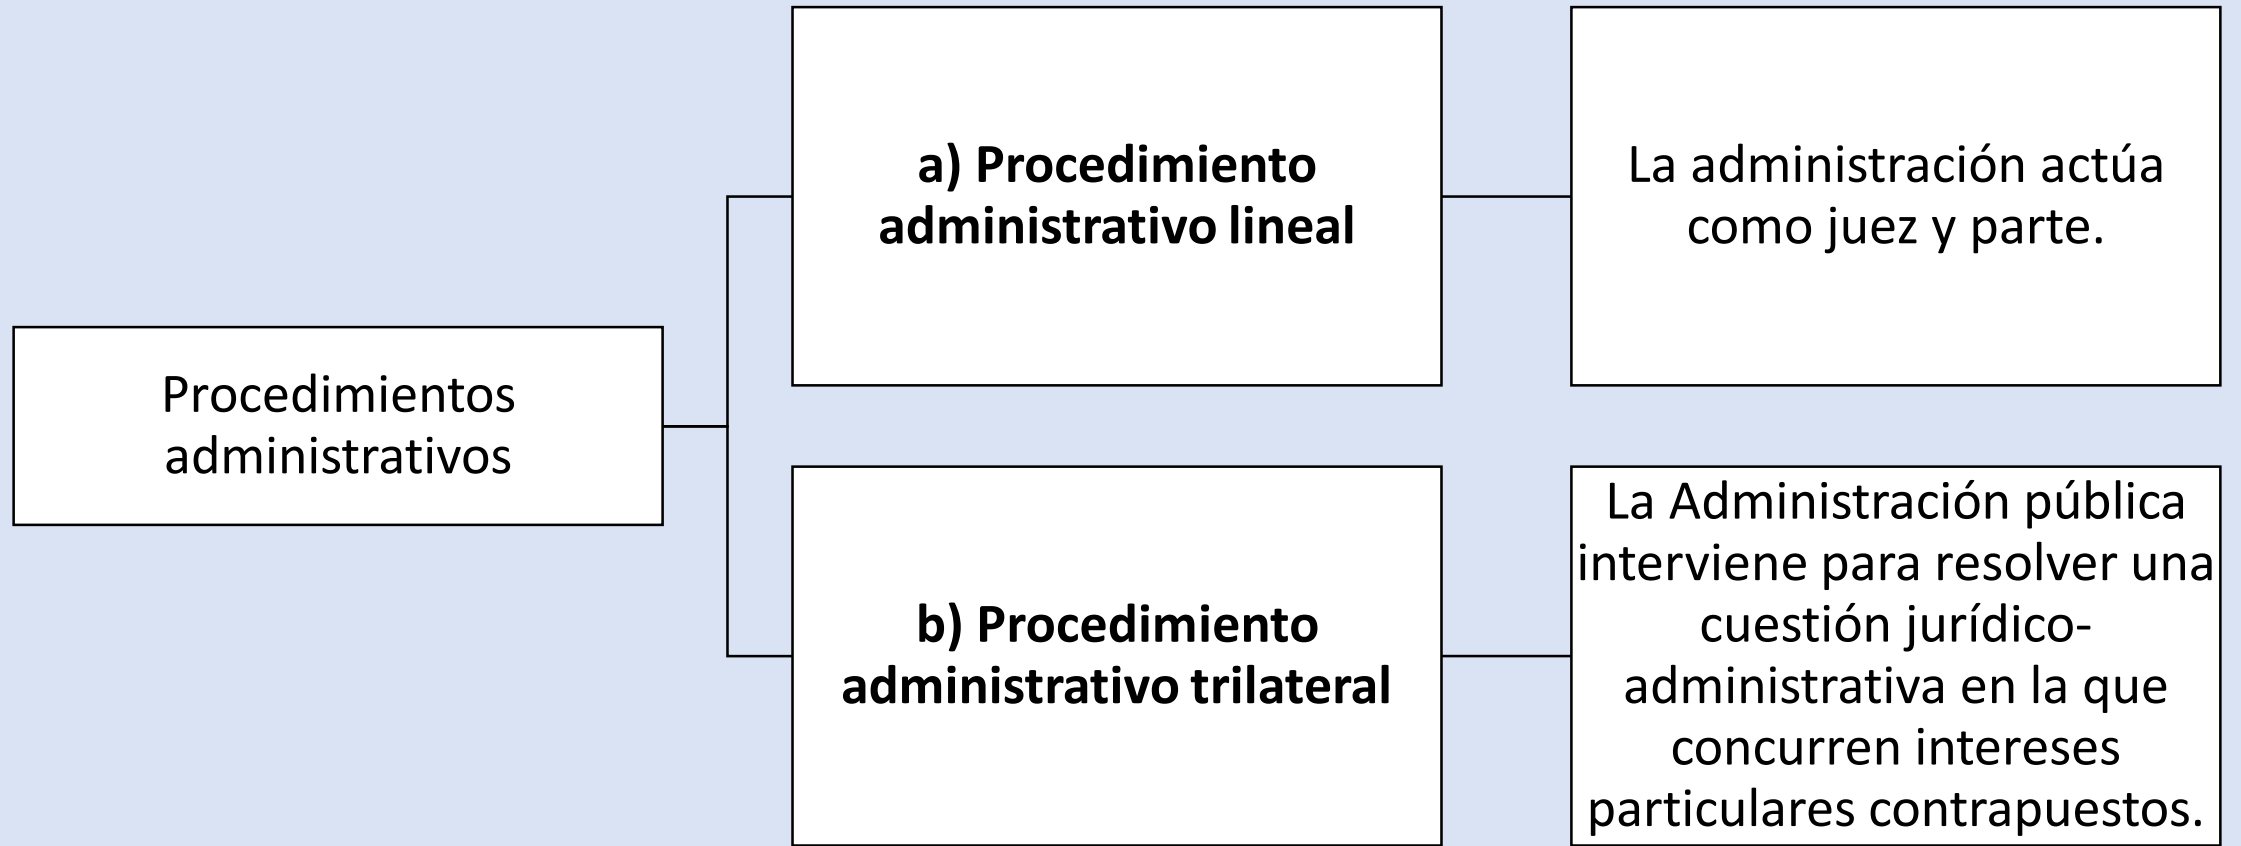 Procedimientos
administrativos
a) Procedimiento
administrativo lineal
La administración actúa
como juez y parte.
b) Procedimiento
administrativo trilateral
La Administración pública
interviene para resolver una
cuestión jurídico-
administrativa en la que
concurren intereses
particulares contrapuestos.